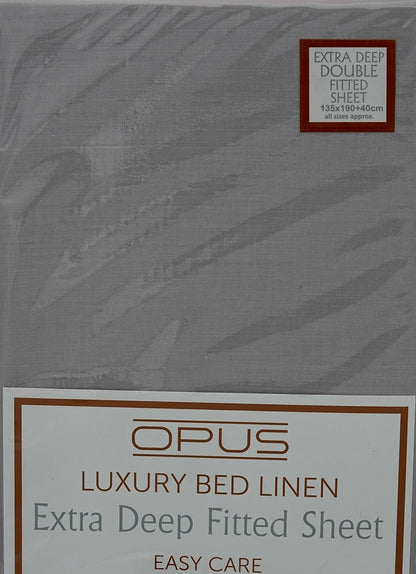 EXTRA DEEP
DOUBLE
FITTED
SHEET
135x190+40cm
all sizes approx.
OPUS
LUXURY BED LINEN
Extra Deep Fitted Sheet
EASY CARE